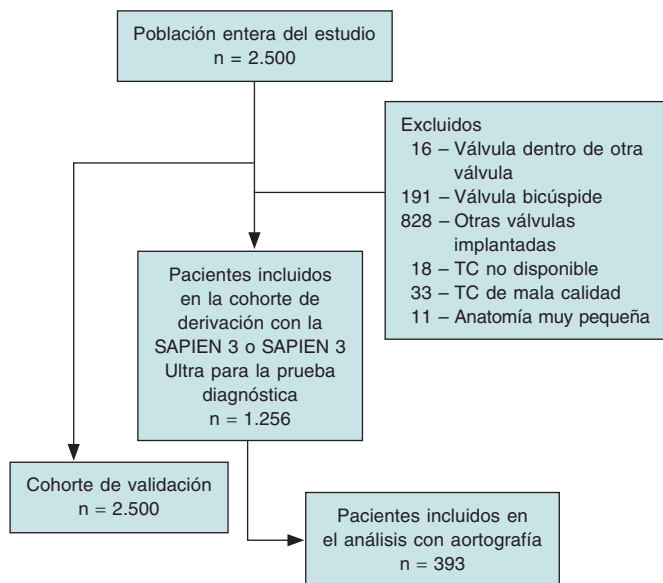 Población entera del estudio
n = 2.500
Excluidos
16 – Válvula dentro de otra
válvula
191 – Válvula bicúspide
828 – Otras válvulas
implantadas
18 – TC no disponible
33 – TC de mala calidad
11 – Anatomía muy pequeña
Pacientes incluidos
en la cohorte de
derivación con la
SAPIEN 3 o SAPIEN 3
Ultra para la prueba
diagnóstica
n = 1.256
Cohorte de validación
n = 2.500
Pacientes incluidos en
el análisis con aortografía
n = 393